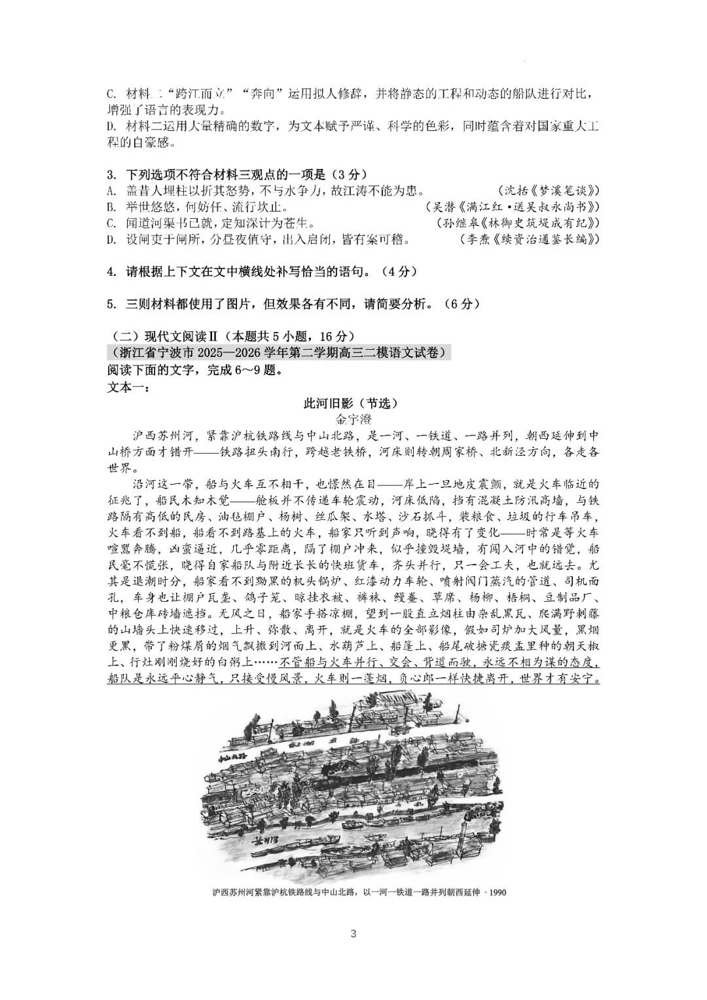 C. 材料二“跨江而立”“奔向”运用拟人修辞，并将静态的工程和动态的船队进行对比，
增强了语言的表现力。
D. 材料二运用大量精确的数字，为文本赋予严谨、科学的色彩，同时蕴含着对国家重大工
程的自豪感。
3. 下列选项不符合材料三观点的一项是（3 分）
A. 盖昔人埋柱以折其怒势，不与水争力，故江涛不能为患。 （沈括《梦溪笔谈》）
B. 举世悠悠，何妨任、流行坎止。 （吴潜《满江红·送吴叔永尚书》）
C. 闻道河渠书已就，定知深计为苍生。 （孙继皋《林御史筑堤成有纪》）
D. 设闸吏于闸所，分昼夜值守，出入启闭，皆有案可稽。 （李焘《续资治通鉴长编》）
4. 请根据上下文在文中横线处补写恰当的语句。（4 分）
5. 三则材料都使用了图片，但效果各有不同，请简要分析。（6 分）
（二）现代文阅读Ⅱ（本题共 5 小题，16 分）
（浙江省宁波市 2025—2026 学年第二学期高三二模语文试卷）
阅读下面的文字，完成 6～9 题。
文本一：
此河旧影（节选）
金宇澄
沪西苏州河，紧靠沪杭铁路线与中山北路，是一河、一铁道、一路并列，朝西延伸到中
山桥方面才错开——铁路扭头南行，跨越老铁桥，河床则转朝周家桥、北新泾方向，各走各
世界。
沿河这一带，船与火车互不相干，也憬然在目——岸上一旦地皮震颤，就是火车临近的
征兆了，船民木知木觉——舱板并不传递车轮震动，河床低陷，挡有混凝土防汛高墙，与铁
路隔有高低的民房、油毡棚户、杨树、丝瓜架、水塔、沙石抓斗，装粮食、垃圾的行车吊车，
火车看不到船，船看不到路基上的火车，船家只听到声响，晓得有了变化——时常是等火车
喧嚣奔腾，凶蛮逼近，几乎零距离，隔了棚户冲来，似乎撞毁堤墙，有闯入河中的错觉，船
民毫不慌张，晓得自家船队与附近长长的快班货车，齐头并行，只一会工夫，也就远去。尤
其是退潮时分，船家看不到黝黑的机头锅炉、红漆动力车轮、喷射阀门蒸汽的管道、司机面
孔，车身也让棚户瓦垄、鸽子笼、晾挂衣被、裤袜、鳗鲞、草席、杨柳、梧桐、豆制品厂、
中粮仓库砖墙遮挡。无风之日，船家手搭凉棚，望到一股直立烟柱由杂乱黑瓦、爬满野刺藤
的山墙头上快速移过，上升、弥散、离开，就是火车的全部影像，假如司炉加大风量，黑烟
更黑，带了粉煤屑的烟气飘撒到河面上、水葫芦上、船篷上、船尾破搪瓷痰盂里种的朝天椒
上、行灶刚刚烧好的白粥上……不管船与火车并行、交会、背道而驶，永远不相为谋的态度，
船队是永远平心静气，只接受慢风景，火车则一蓬烟，负心郎一样快捷离开，世界才有安宁。
中山北路
苏州河
沪西苏州河紧靠沪杭铁路线与中山北路，以一河一铁道一路并列朝西延伸 · 1990
3